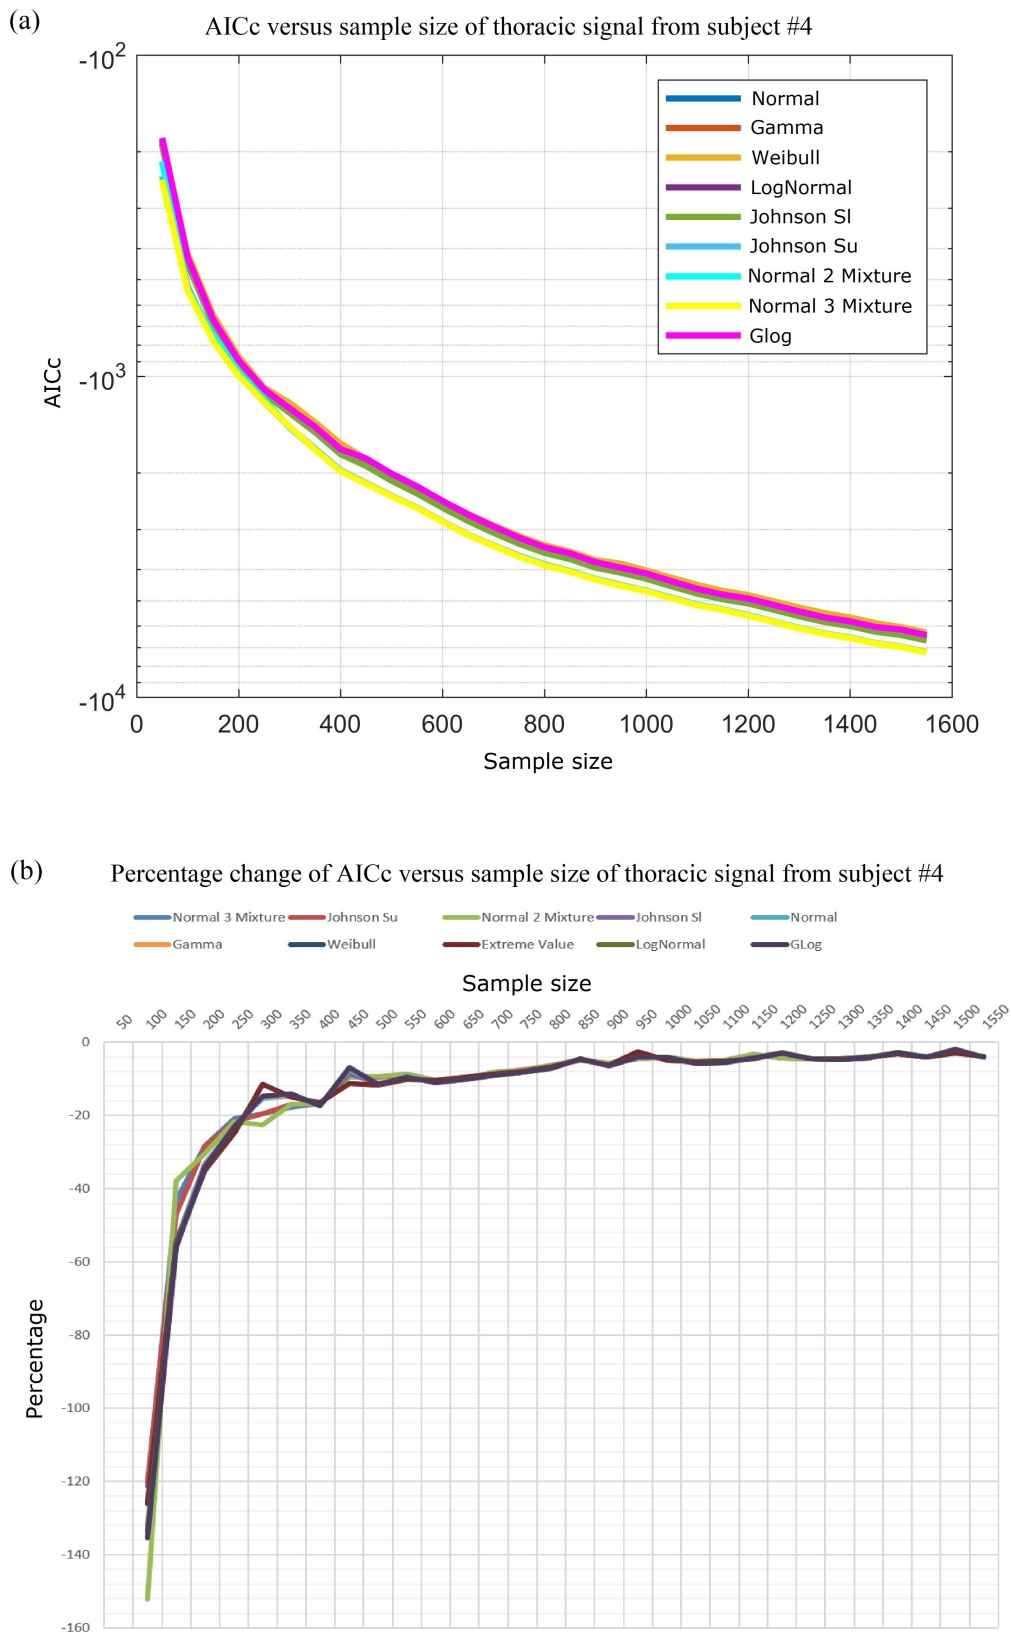 (a)
AICc versus sample size of thoracic signal from subject #4
-10^2
-10^3
-10^4
AICc
Normal
Gamma
Weibull
LogNormal
Johnson Sl
Johnson Su
Normal 2 Mixture
Normal 3 Mixture
Glog
0 200 400 600 800 1000 1200 1400 1600
Sample size
(b)
Percentage change of AICc versus sample size of thoracic signal from subject #4
Normal 3 Mixture Johnson Su Normal 2 Mixture Johnson Sl Normal
Gamma Weibull Extreme Value LogNormal GLog
Sample size
50 100 150 200 250 300 350 400 450 500 550 600 650 700 750 800 850 900 950 1000 1050 1100 1150 1200 1250 1300 1350 1400 1450 1500 1550
0
-20
-40
-60
-80
-100
-120
-140
-160
Percentage